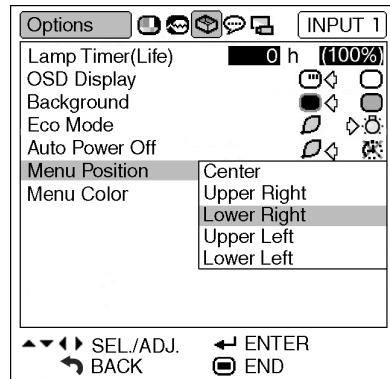 Options INPUT 1
Lamp Timer(Life) 0 h (100%)
OSD Display
Background
Eco Mode
Auto Power Off
Menu Position
Menu Color
Center
Upper Right
Lower Right
Upper Left
Lower Left
SEL./ADJ. ENTER
BACK END